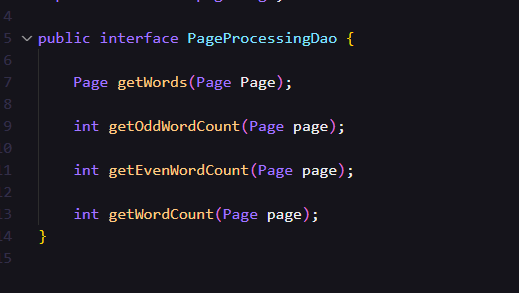 4
5 public interface PageProcessingDao {
6
7 Page getWords(Page Page);
8
9 int getOddWordCount(Page page);
10
11 int getEvenWordCount(Page page);
12
13 int getWordCount(Page page);
14 }
15